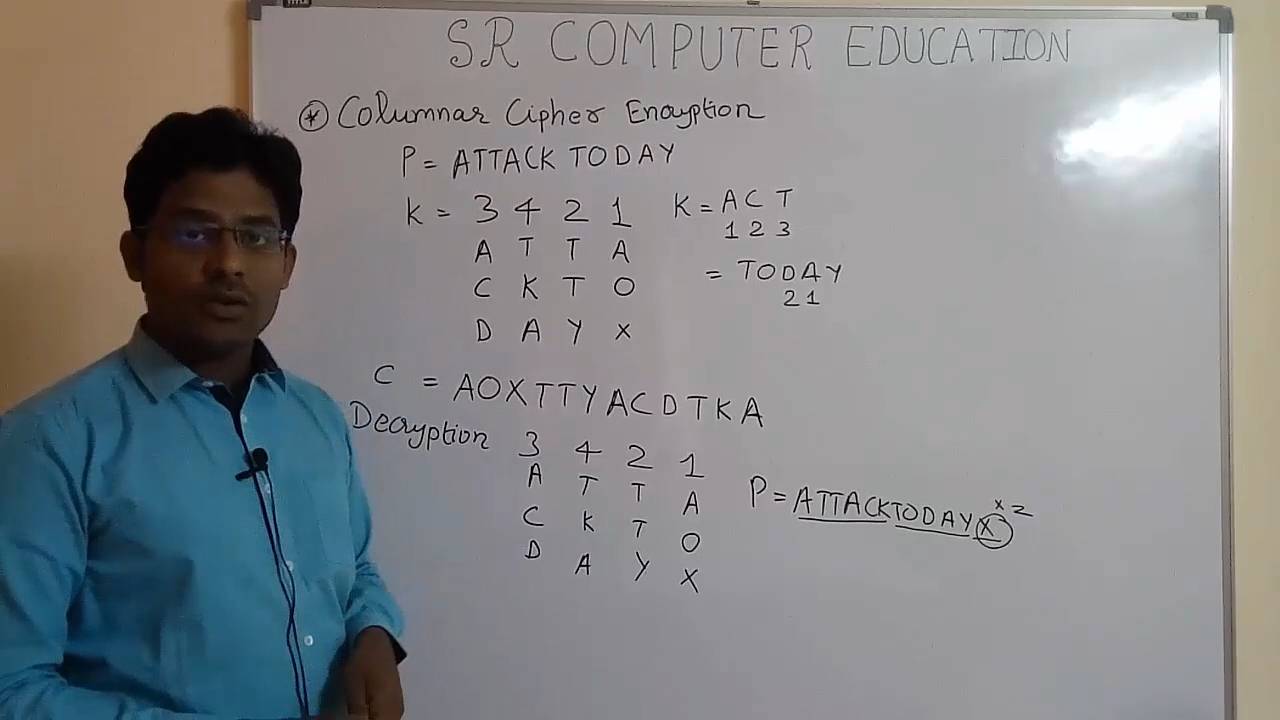 SR COMPUTER EDUCATION
* Columnar Cipher Encryption
P = ATTACK TODAY
K = 3 4 2 1
A T T A
C K T O
D A Y X
K = A C T
1 2 3
= TODAY
2 1
C = AOXTTYACDTKA
Decryption 3 4 2 1
A T T A
C K T O
D A Y X
P = ATTACKTODAYX
x z